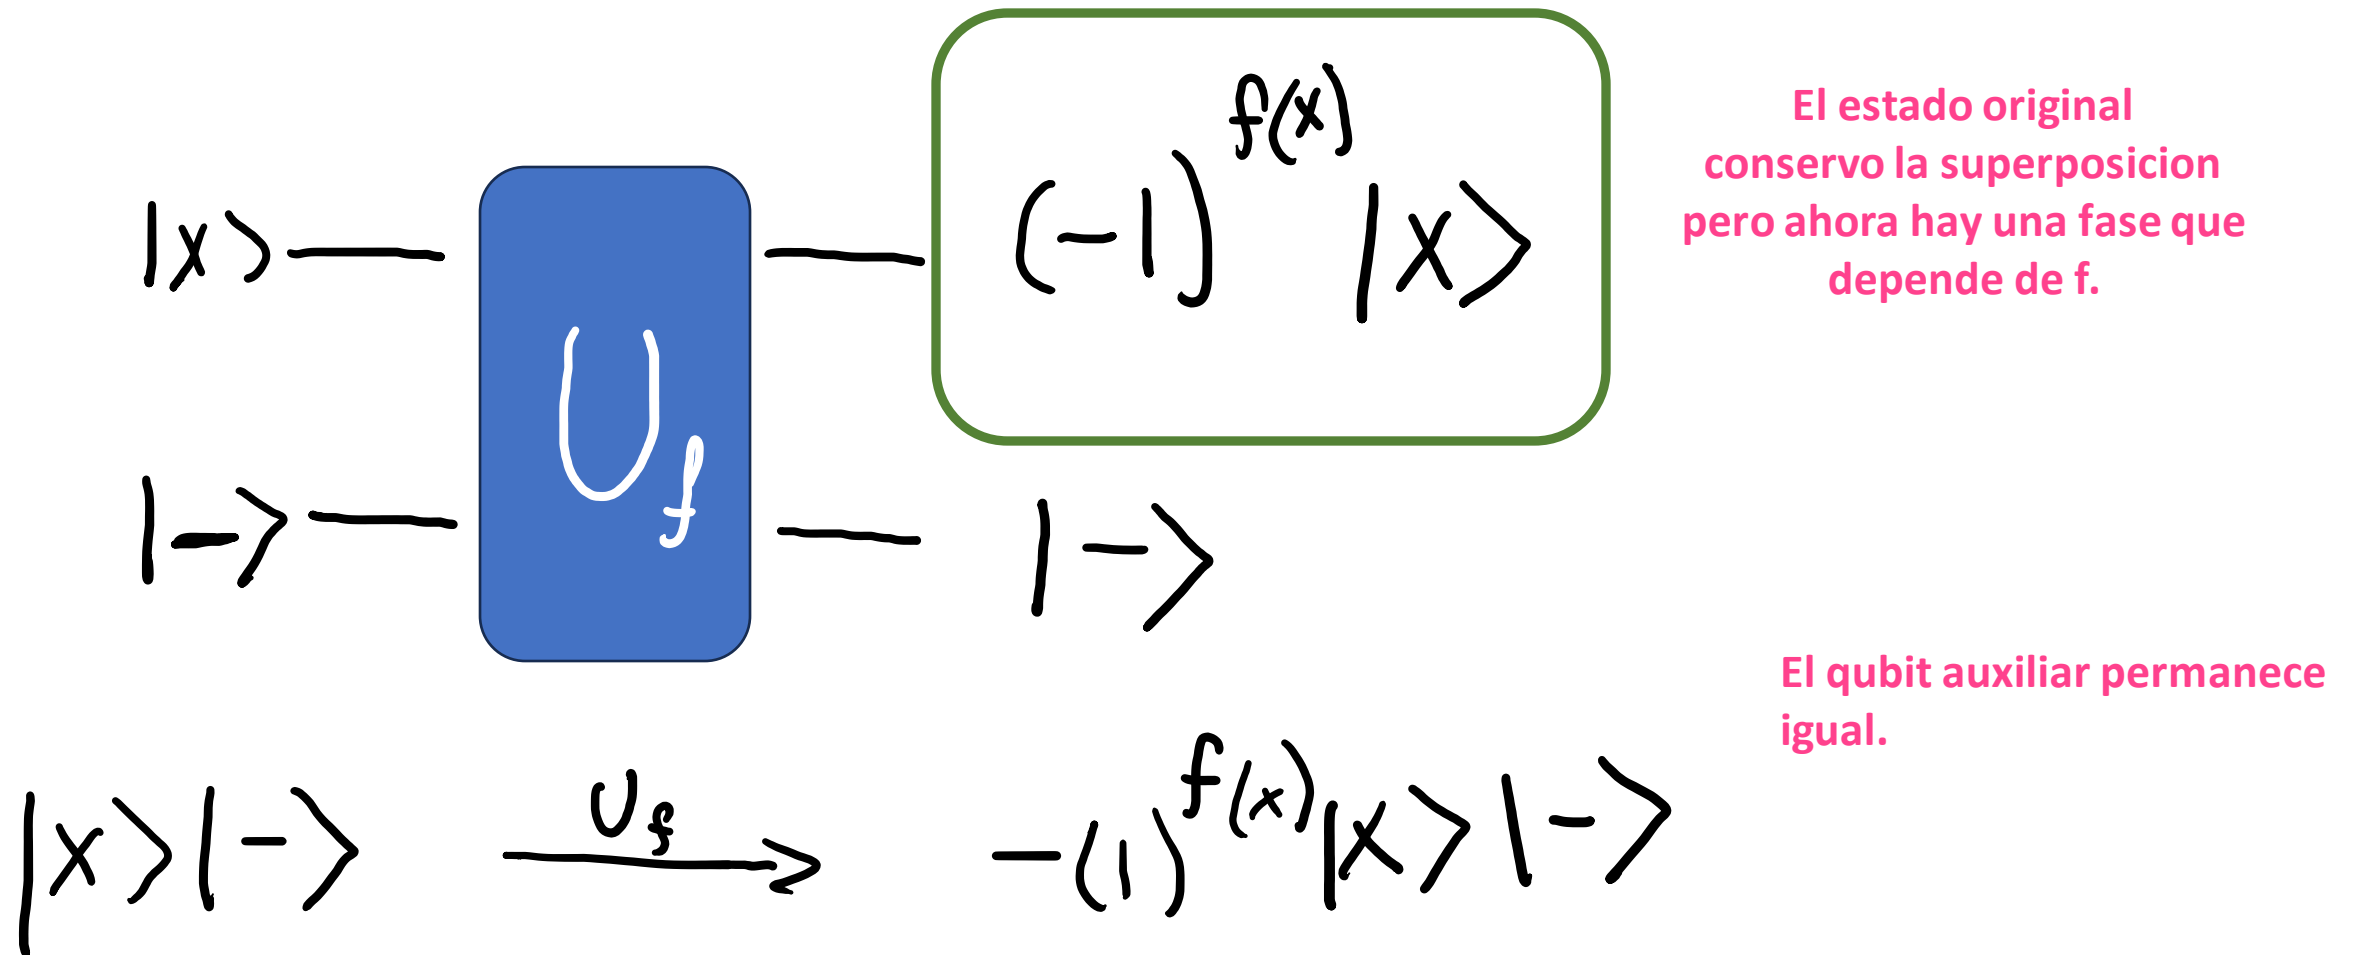 |x> (-1)^f(x) |x>
El estado original
conservo la superposicion
pero ahora hay una fase que
depende de f.
U_f
|-> |->
El qubit auxiliar permanece
igual.
|x>|-> U_f -(1)^f(x) |x>|->